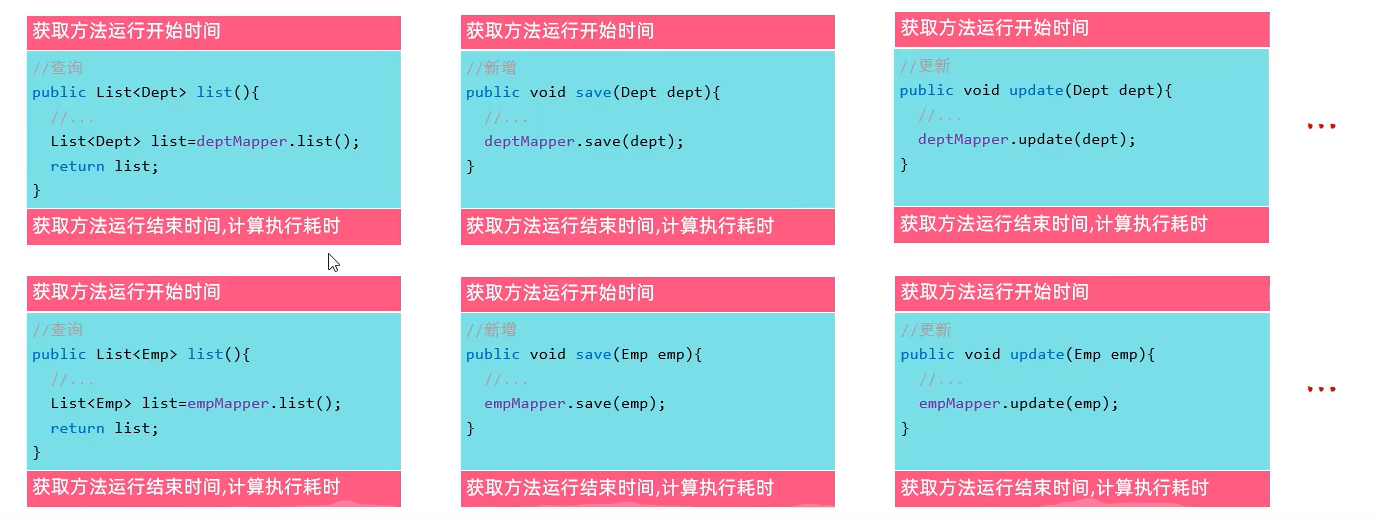 获取方法运行开始时间
//查询
public List<Dept> list(){
//...
List<Dept> list=deptMapper.list();
return list;
}
获取方法运行结束时间,计算执行耗时
获取方法运行开始时间
//新增
public void save(Dept dept){
//...
deptMapper.save(dept);
}
获取方法运行结束时间,计算执行耗时
获取方法运行开始时间
//更新
public void update(Dept dept){
//...
deptMapper.update(dept);
}
获取方法运行结束时间,计算执行耗时
...
获取方法运行开始时间
//查询
public List<Emp> list(){
//...
List<Emp> list=empMapper.list();
return list;
}
获取方法运行结束时间,计算执行耗时
获取方法运行开始时间
//新增
public void save(Emp emp){
//...
empMapper.save(emp);
}
获取方法运行结束时间,计算执行耗时
获取方法运行开始时间
//更新
public void update(Emp emp){
//...
empMapper.update(emp);
}
获取方法运行结束时间,计算执行耗时
...